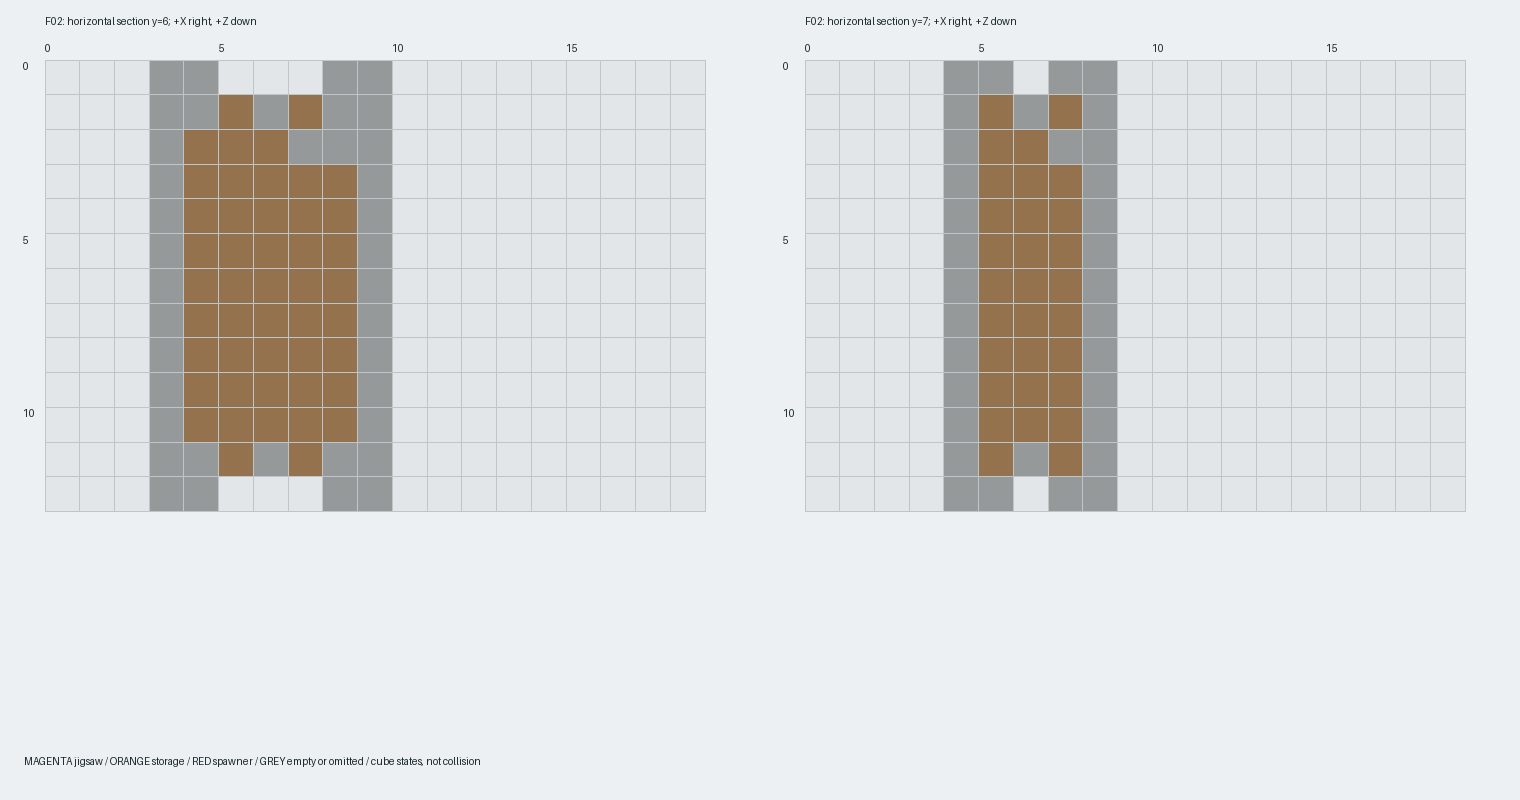 F02: horizontal section y=6; +X right, +Z down
F02: horizontal section y=7; +X right, +Z down
0 5 10 15
0 5 10 15
0
0
5
5
10
10
MAGENTA jigsaw / ORANGE storage / RED spawner / GREY empty or omitted / cube states, not collision